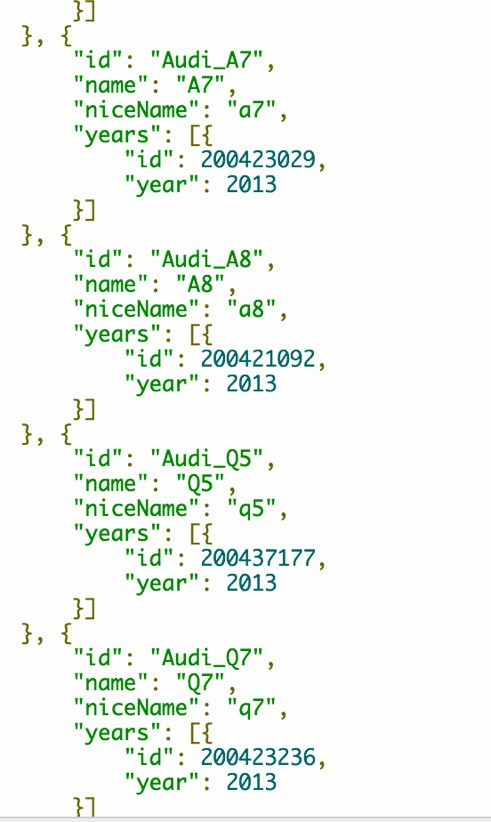 }]
}, {
"id": "Audi_A7",
"name": "A7",
"niceName": "a7",
"years": [{
"id": 200423029,
"year": 2013
}]
}, {
"id": "Audi_A8",
"name": "A8",
"niceName": "a8",
"years": [{
"id": 200421092,
"year": 2013
}]
}, {
"id": "Audi_Q5",
"name": "Q5",
"niceName": "q5",
"years": [{
"id": 200437177,
"year": 2013
}]
}, {
"id": "Audi_Q7",
"name": "Q7",
"niceName": "q7",
"years": [{
"id": 200423236,
"year": 2013
}]